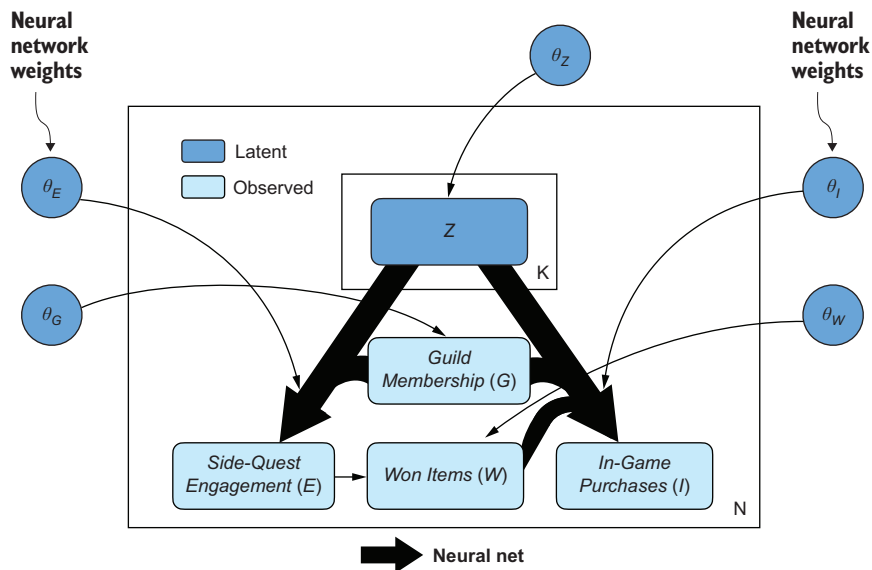 Neural
network
weights
Neural
network
weights
θZ
Latent
Observed
θE
θI
Z
K
θG
θW
Guild
Membership (G)
Side-Quest
Engagement (E)
Won Items (W)
In-Game
Purchases (I)
N
Neural net